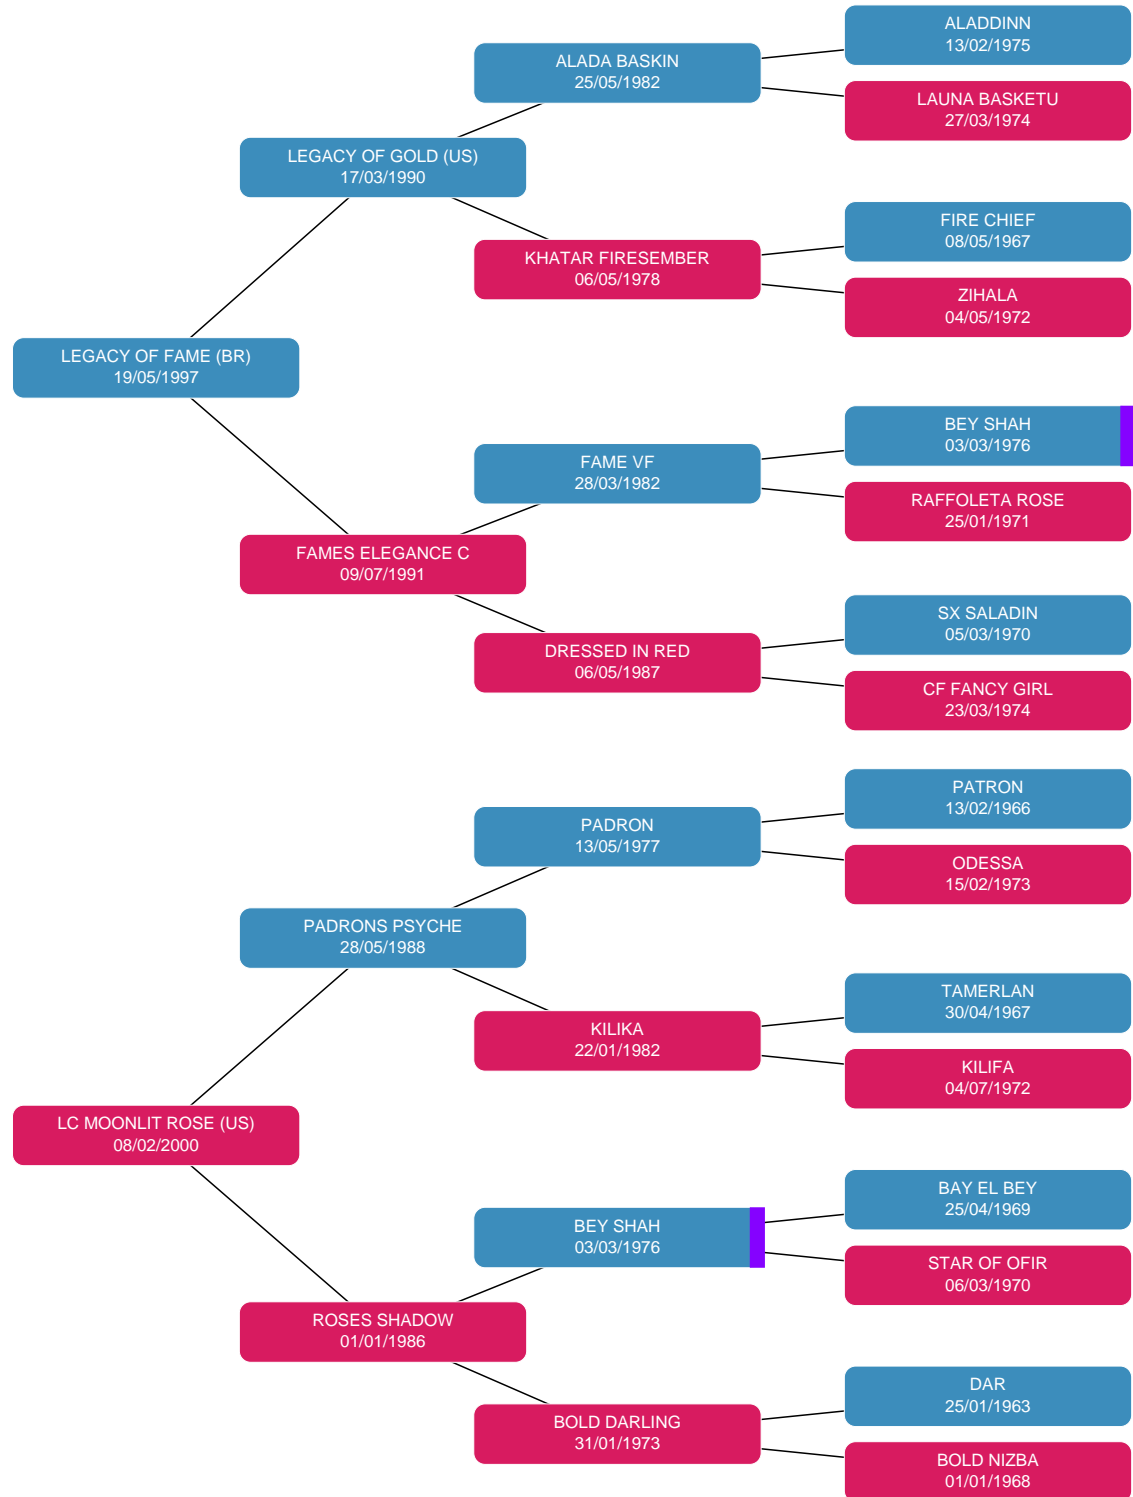 ALADDINN
13/02/1975
ALADA BASKIN
25/05/1982
LAUNA BASKETU
27/03/1974
LEGACY OF GOLD (US)
17/03/1990
FIRE CHIEF
08/05/1967
KHATAR FIRESEMBER
06/05/1978
ZIHALA
04/05/1972
LEGACY OF FAME (BR)
19/05/1997
BEY SHAH
03/03/1976
FAME VF
28/03/1982
RAFFOLETA ROSE
25/01/1971
FAMES ELEGANCE C
09/07/1991
SX SALADIN
05/03/1970
DRESSED IN RED
06/05/1987
CF FANCY GIRL
23/03/1974
PATRON
13/02/1966
PADRON
13/05/1977
ODESSA
15/02/1973
PADRONS PSYCHE
28/05/1988
TAMERLAN
30/04/1967
KILIKA
22/01/1982
KILIFA
04/07/1972
LC MOONLIT ROSE (US)
08/02/2000
BAY EL BEY
25/04/1969
BEY SHAH
03/03/1976
STAR OF OFIR
06/03/1970
ROSES SHADOW
01/01/1986
DAR
25/01/1963
BOLD DARLING
31/01/1973
BOLD NIZBA
01/01/1968